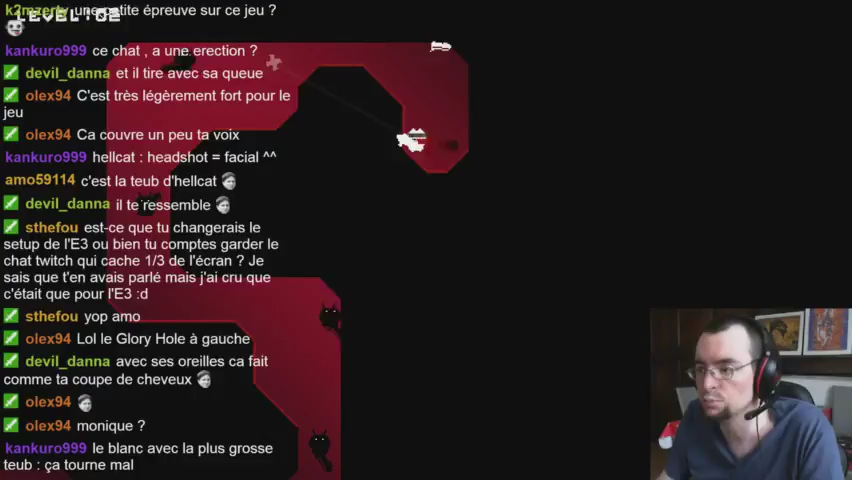 k2mzerty une petite épreuve sur ce jeu ?
LEVEL:02
kankuro999 ce chat , a une erection ?
devil_danna et il tire avec sa queue
olex94 C'est très légèrement fort pour le
jeu
olex94 Ca couvre un peu ta voix
kankuro999 hellcat : headshot = facial ^^
amo59114 c'est la teub d'hellcat
devil_danna il te ressemble
sthefou est-ce que tu changerais le
setup de l'E3 ou bien tu comptes garder le
chat twitch qui cache 1/3 de l'écran ? Je
sais que t'en avais parlé mais j'ai cru que
c'était que pour l'E3 :d
sthefou yop amo
olex94 Lol le Glory Hole à gauche
devil_danna avec ses oreilles ca fait
comme ta coupe de cheveux
olex94
olex94 monique ?
kankuro999 le blanc avec la plus grosse
teub : ça tourne mal